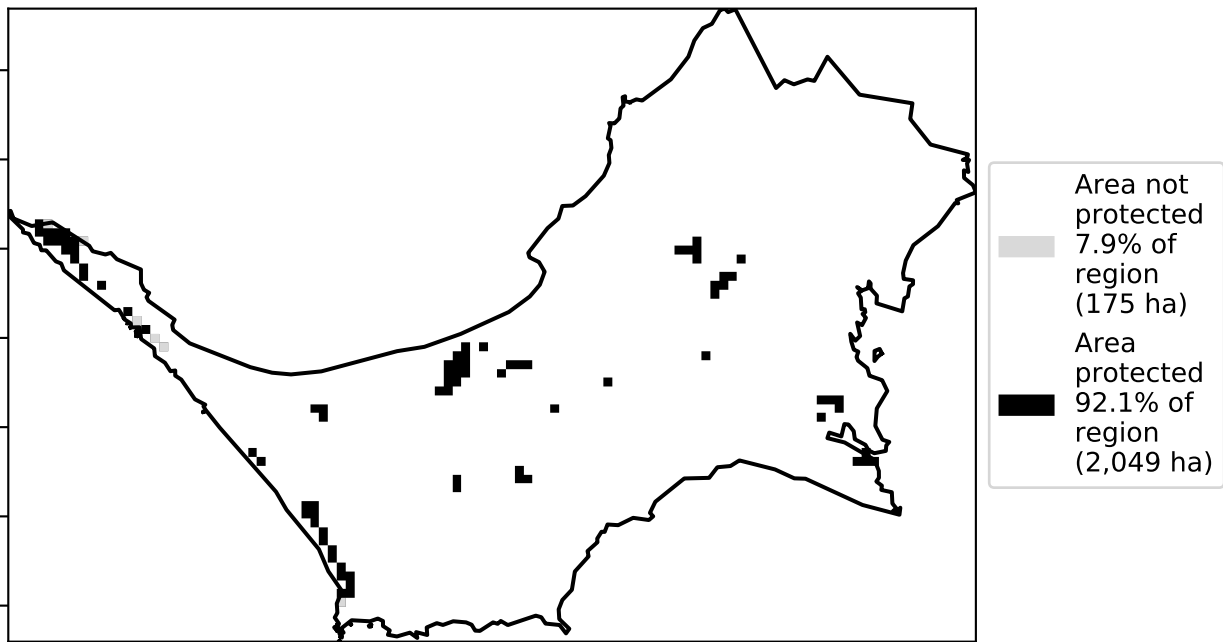 Area not
protected
7.9% of
region
(175 ha)
Area
protected
92.1% of
region
(2,049 ha)